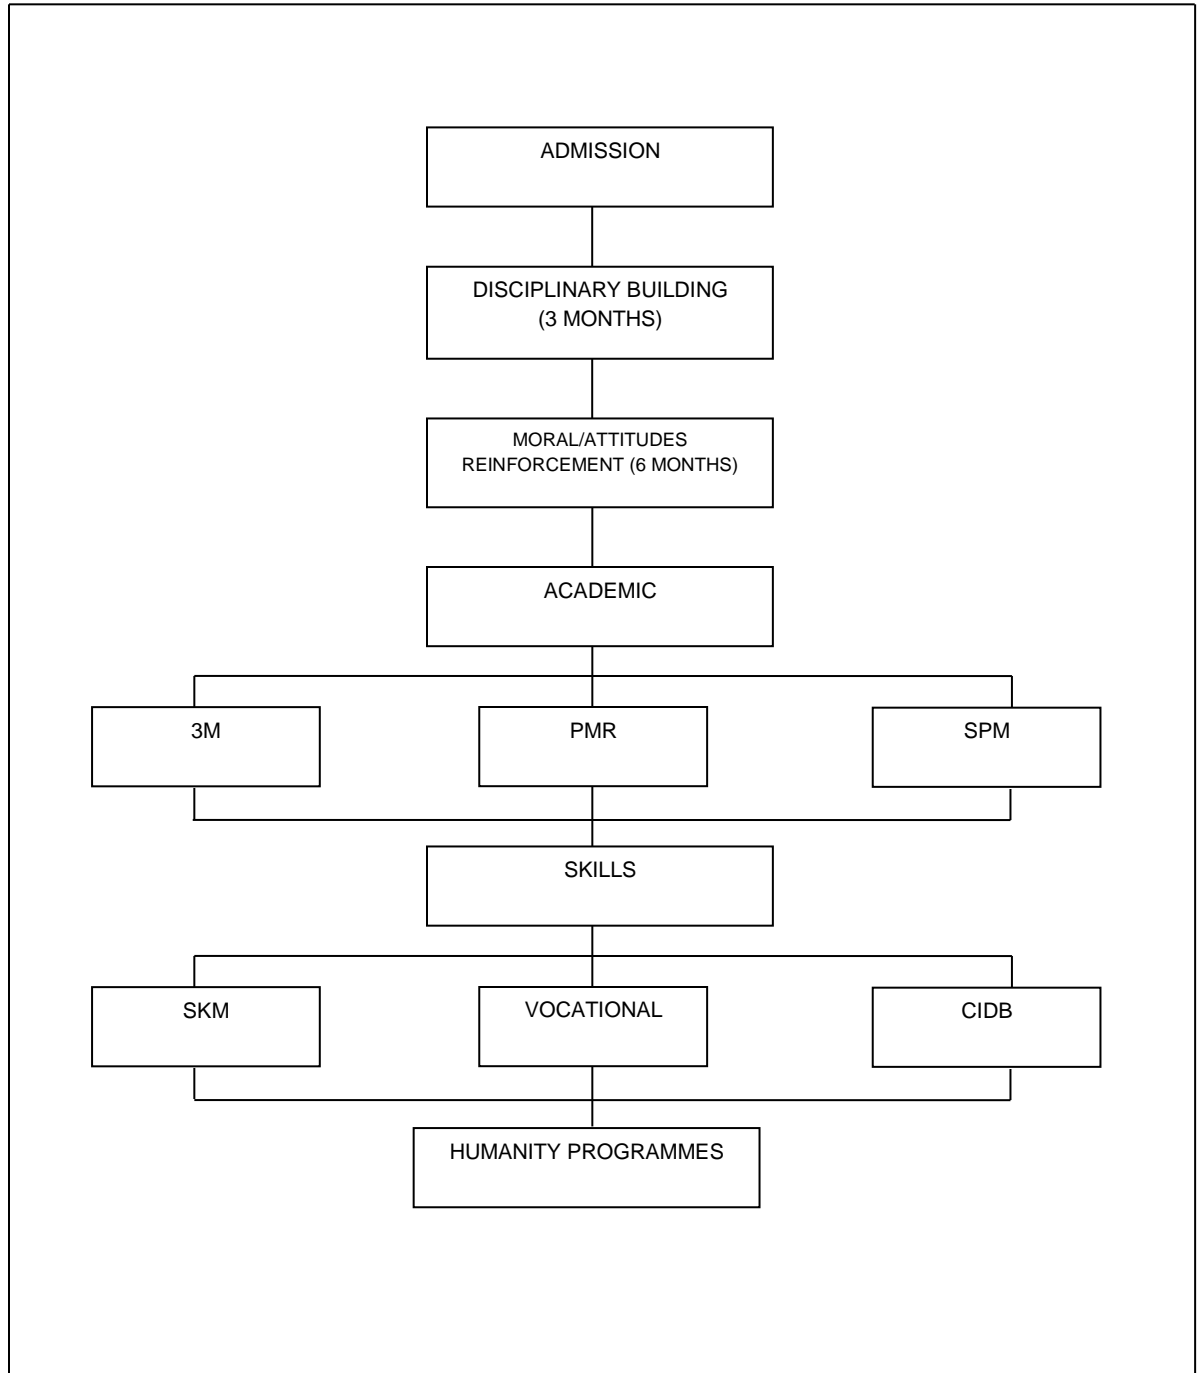 ADMISSION
DISCIPLINARY BUILDING
(3 MONTHS)
MORAL/ATTITUDES
REINFORCEMENT (6 MONTHS)
ACADEMIC
3M
PMR
SPM
SKILLS
SKM
VOCATIONAL
CIDB
HUMANITY PROGRAMMES